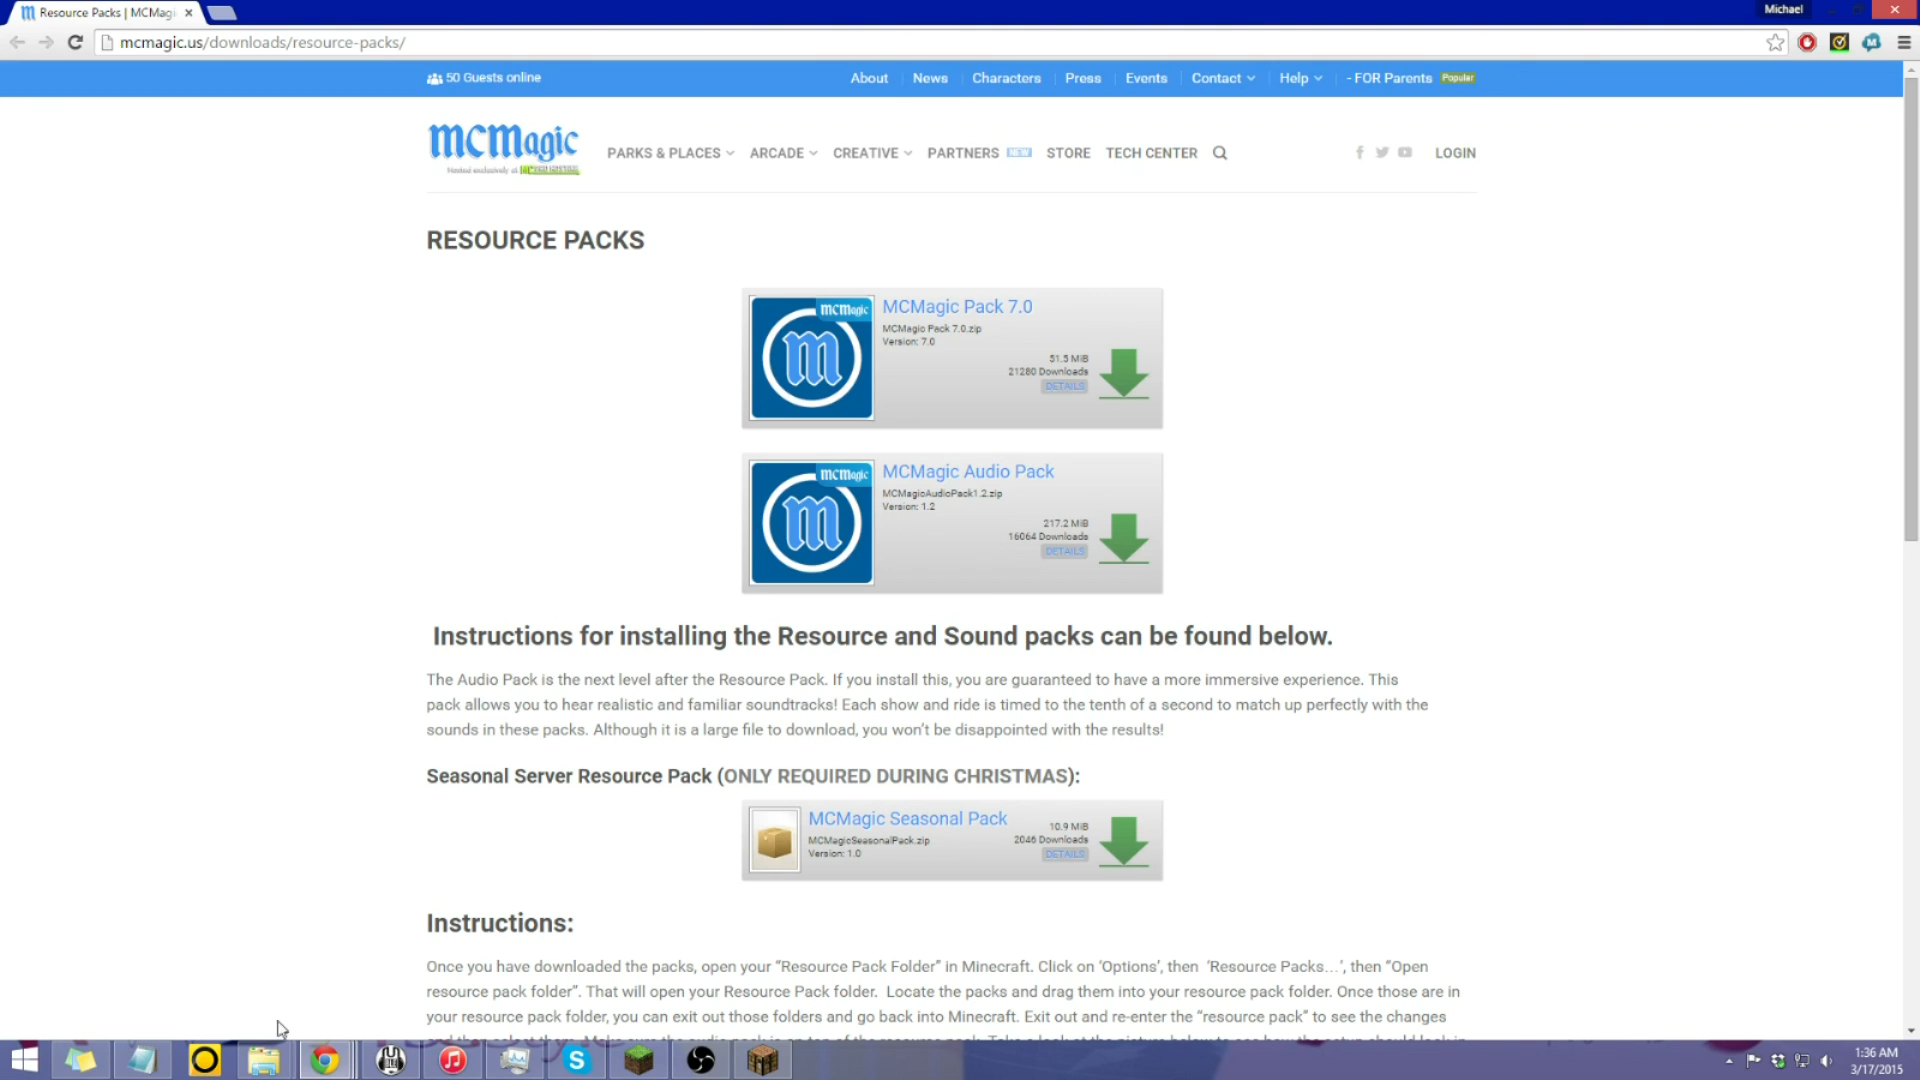 Resource Packs | MCMagi
Michael
mcmagic.us/downloads/resource-packs/
50 Guests online
About
News
Characters
Press
Events
Contact
Help
- FOR Parents
Popular
MCMagic
Hosted exclusively at
PARKS & PLACES
ARCADE
CREATIVE
PARTNERS
NEW
STORE
TECH CENTER
LOGIN
RESOURCE PACKS
MCMagic
MCMagic Pack 7.0
MCMagic Pack 7.0.zip
Version: 7.0
51.5 MiB
21280 Downloads
DETAILS
MCMagic
MCMagic Audio Pack
MCMagicAudioPack1.2.zip
Version: 1.2
217.2 MiB
16064 Downloads
DETAILS
Instructions for installing the Resource and Sound packs can be found below.
The Audio Pack is the next level after the Resource Pack. If you install this, you are guaranteed to have a more immersive experience. This
pack allows you to hear realistic and familiar soundtracks! Each show and ride is timed to the tenth of a second to match up perfectly with the
sounds in these packs. Although it is a large file to download, you won't be disappointed with the results!
Seasonal Server Resource Pack (ONLY REQUIRED DURING CHRISTMAS):
MCMagic Seasonal Pack
MCMagicSeasonalPack.zip
Version: 1.0
10.9 MiB
2046 Downloads
DETAILS
Instructions:
Once you have downloaded the packs, open your “Resource Pack Folder” in Minecraft. Click on ‘Options’, then ‘Resource Packs…’, then “Open
resource pack folder”. That will open your Resource Pack folder. Locate the packs and drag them into your resource pack folder. Once those are in
your resource pack folder, you can exit out those folders and go back into Minecraft. Exit out and re-enter the “resource pack” to see the changes
1:36 AM
3/17/2015